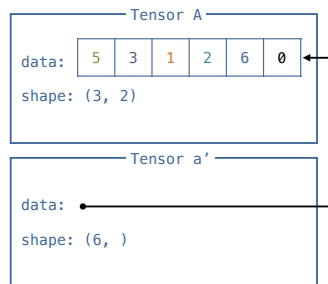 Tensor A
data: 5 3 1 2 6 0
shape: (3, 2)
Tensor a’
data:
shape: (6, )